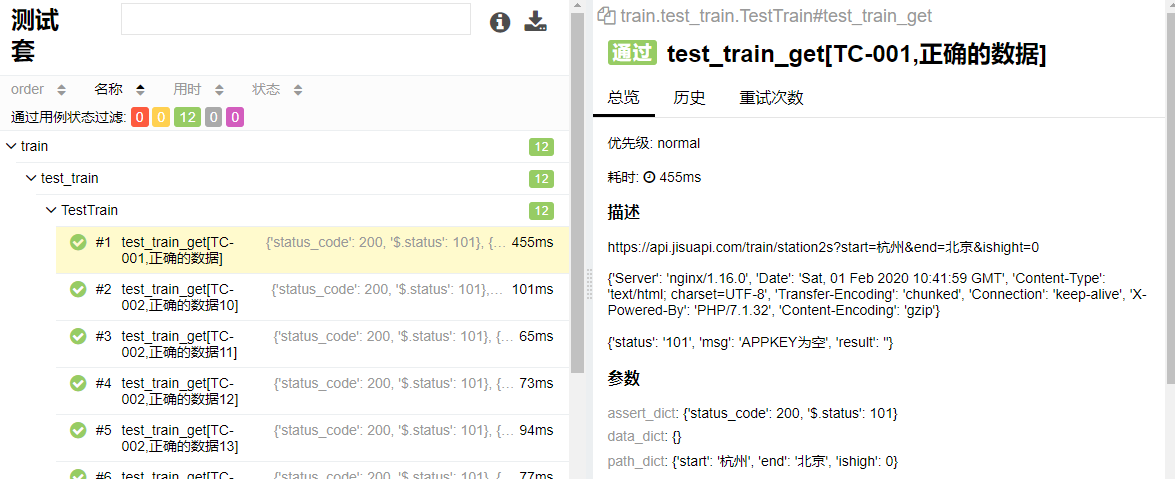 测试
套
order 名称 用时 状态
通过用例状态过滤: 0 0 12 0 0
train 12
test_train 12
TestTrain 12
#1 test_train_get[TC-001,正确的数据] {'status_code': 200, '$.status': 101}, {… 455ms
#2 test_train_get[TC-002,正确的数据10] {'status_code': 200, '$.status': 101},… 101ms
#3 test_train_get[TC-002,正确的数据11] {'status_code': 200, '$.status': 101}, {… 65ms
#4 test_train_get[TC-002,正确的数据12] {'status_code': 200, '$.status': 101}, {… 73ms
#5 test_train_get[TC-002,正确的数据13] {'status_code': 200, '$.status': 101}, {… 94ms
#6 test_train_get[TC- {'status_code': 200, '$.status': 101}, {… 77ms
train.test_train.TestTrain#test_train_get
通过 test_train_get[TC-001,正确的数据]
总览 历史 重试次数
优先级: normal
耗时: 455ms
描述
https://api.jisuapi.com/train/station2s?start=杭州&end=北京&ishight=0
{'Server': 'nginx/1.16.0', 'Date': 'Sat, 01 Feb 2020 10:41:59 GMT', 'Content-Type':
'text/html; charset=UTF-8', 'Transfer-Encoding': 'chunked', 'Connection': 'keep-alive', 'X-
Powered-By': 'PHP/7.1.32', 'Content-Encoding': 'gzip'}
{'status': '101', 'msg': 'APPKEY为空', 'result': ''}
参数
assert_dict: {'status_code': 200, '$.status': 101}
data_dict: {}
path_dict: {'start': '杭州', 'end': '北京', 'ishigh': 0}